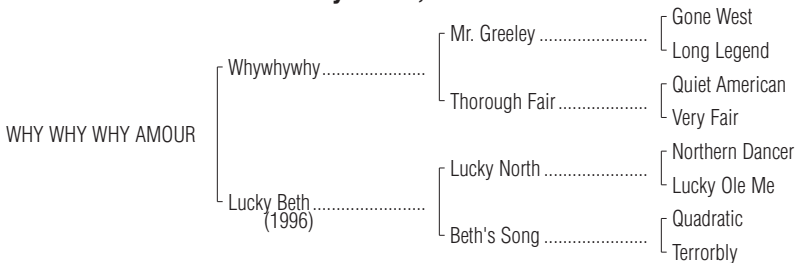 Gone West
Mr. Greeley ........................
Long Legend
Whywhywhy......................
Quiet American
Thorough Fair...................
Very Fair
WHY WHY WHY AMOUR
Northern Dancer
Lucky North .......................
Lucky Ole Me
Lucky Beth........................
(1996)
Quadratic
Beth's Song ......................
Terrorbly